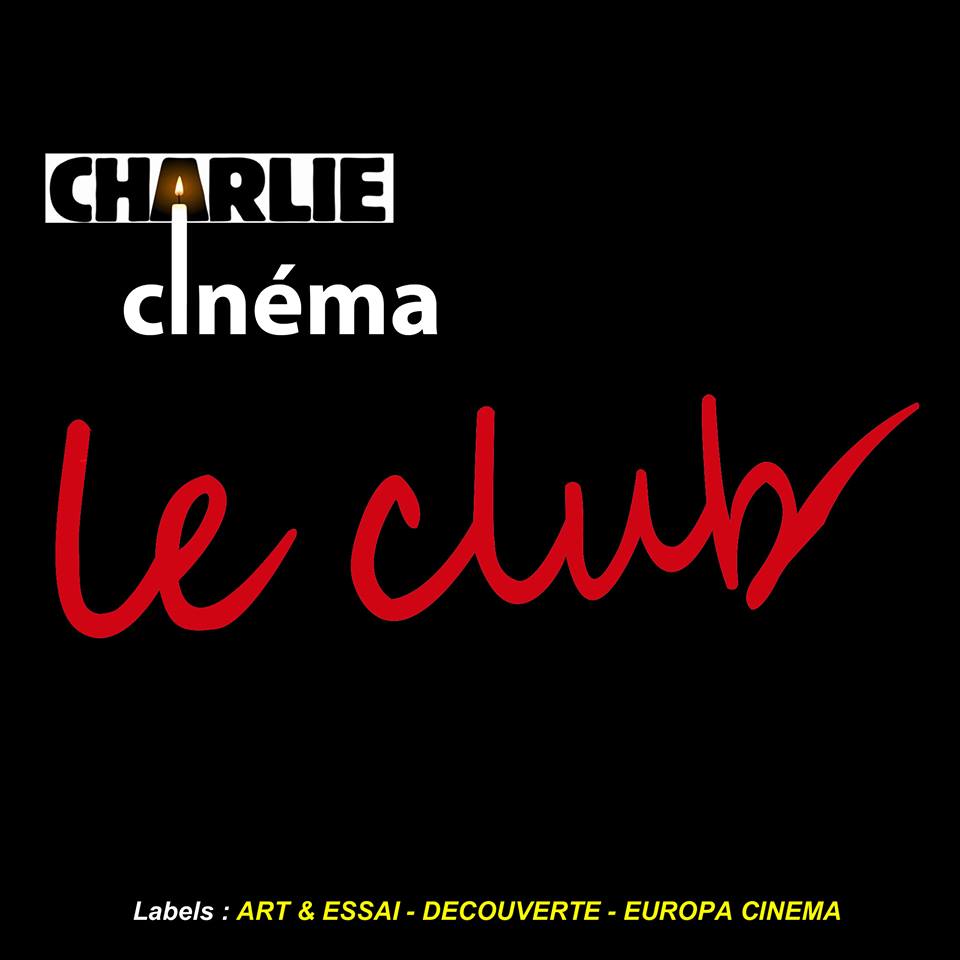 CHARLIE
cinéma
le club
Labels : ART & ESSAI - DECOUVERTE - EUROPA CINEMA